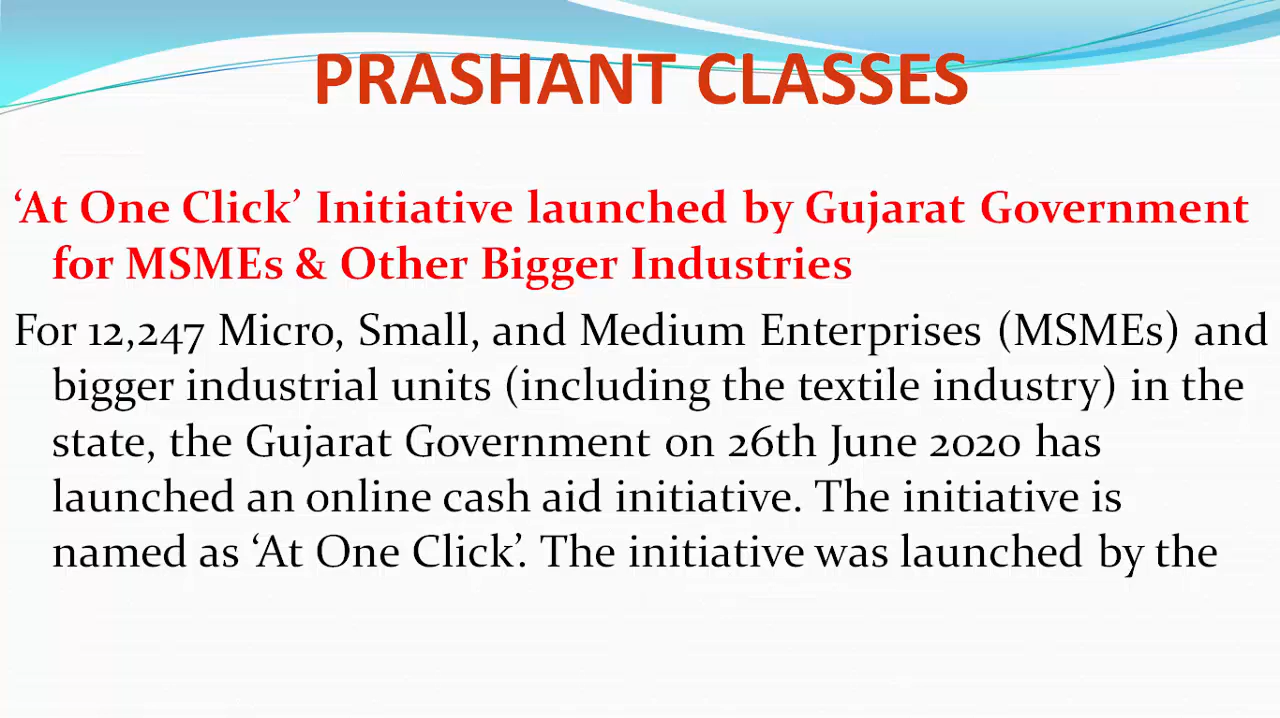 PRASHANT CLASSES
‘At One Click’ Initiative launched by Gujarat Government
for MSMEs & Other Bigger Industries
For 12,247 Micro, Small, and Medium Enterprises (MSMEs) and
bigger industrial units (including the textile industry) in the
state, the Gujarat Government on 26th June 2020 has
launched an online cash aid initiative. The initiative is
named as ‘At One Click’. The initiative was launched by the